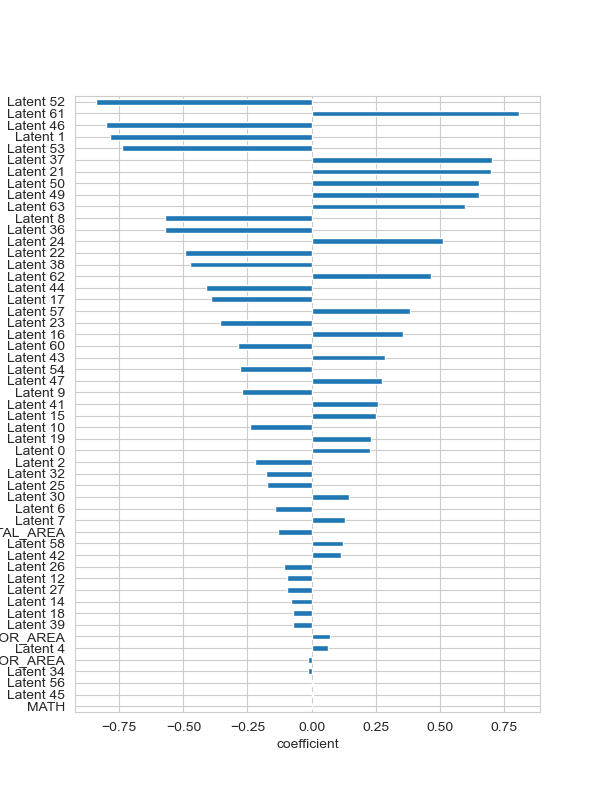 Latent 52
Latent 61
Latent 46
Latent 1
Latent 53
Latent 37
Latent 21
Latent 50
Latent 49
Latent 63
Latent 8
Latent 36
Latent 24
Latent 22
Latent 38
Latent 62
Latent 44
Latent 17
Latent 57
Latent 23
Latent 16
Latent 60
Latent 43
Latent 54
Latent 47
Latent 9
Latent 41
Latent 15
Latent 10
Latent 19
Latent 0
Latent 2
Latent 32
Latent 25
Latent 30
Latent 6
Latent 7
TAL_AREA
Latent 58
Latent 42
Latent 26
Latent 12
Latent 27
Latent 14
Latent 18
Latent 39
OR_AREA
Latent 4
OR_AREA
Latent 34
Latent 56
Latent 45
MATH
−0.75 −0.50 −0.25 0.00 0.25 0.50 0.75
coefficient